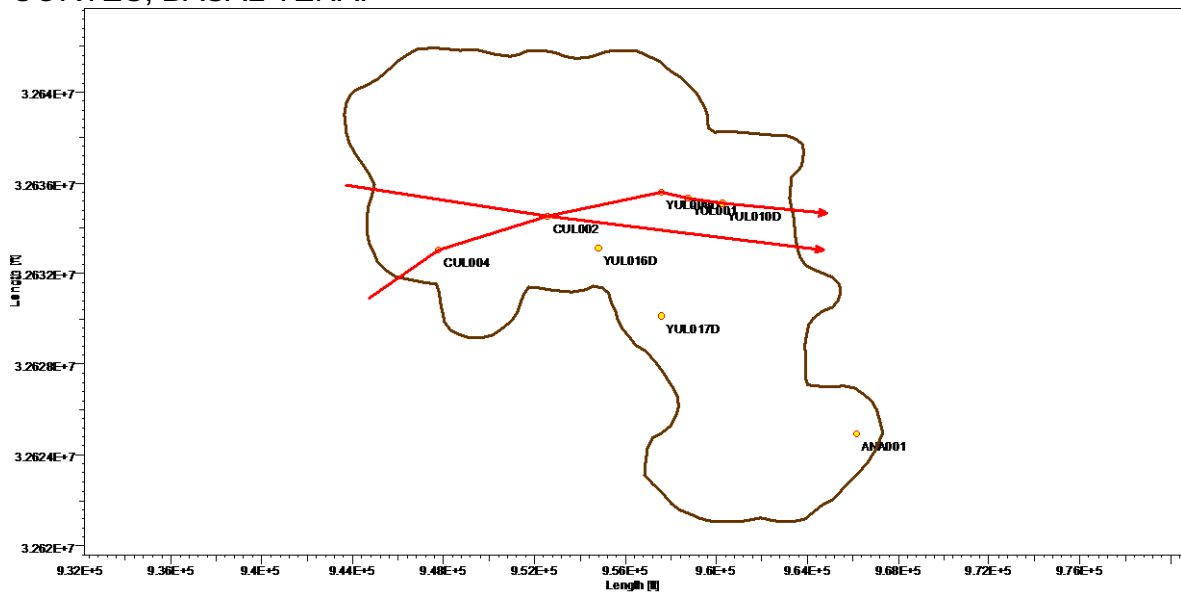 3.264E+7
3.2636E+7
YUL001
YUL010D
CUL002
CUL004
YUL016D
3.2632E+7
Length [ft]
YUL017D
3.2628E+7
ANA001
3.2624E+7
3.262E+7
9.32E+5 9.36E+5 9.4E+5 9.44E+5 9.48E+5 9.52E+5 9.56E+5 9.6E+5 9.64E+5 9.68E+5 9.72E+5 9.76E+5
Length [ft]